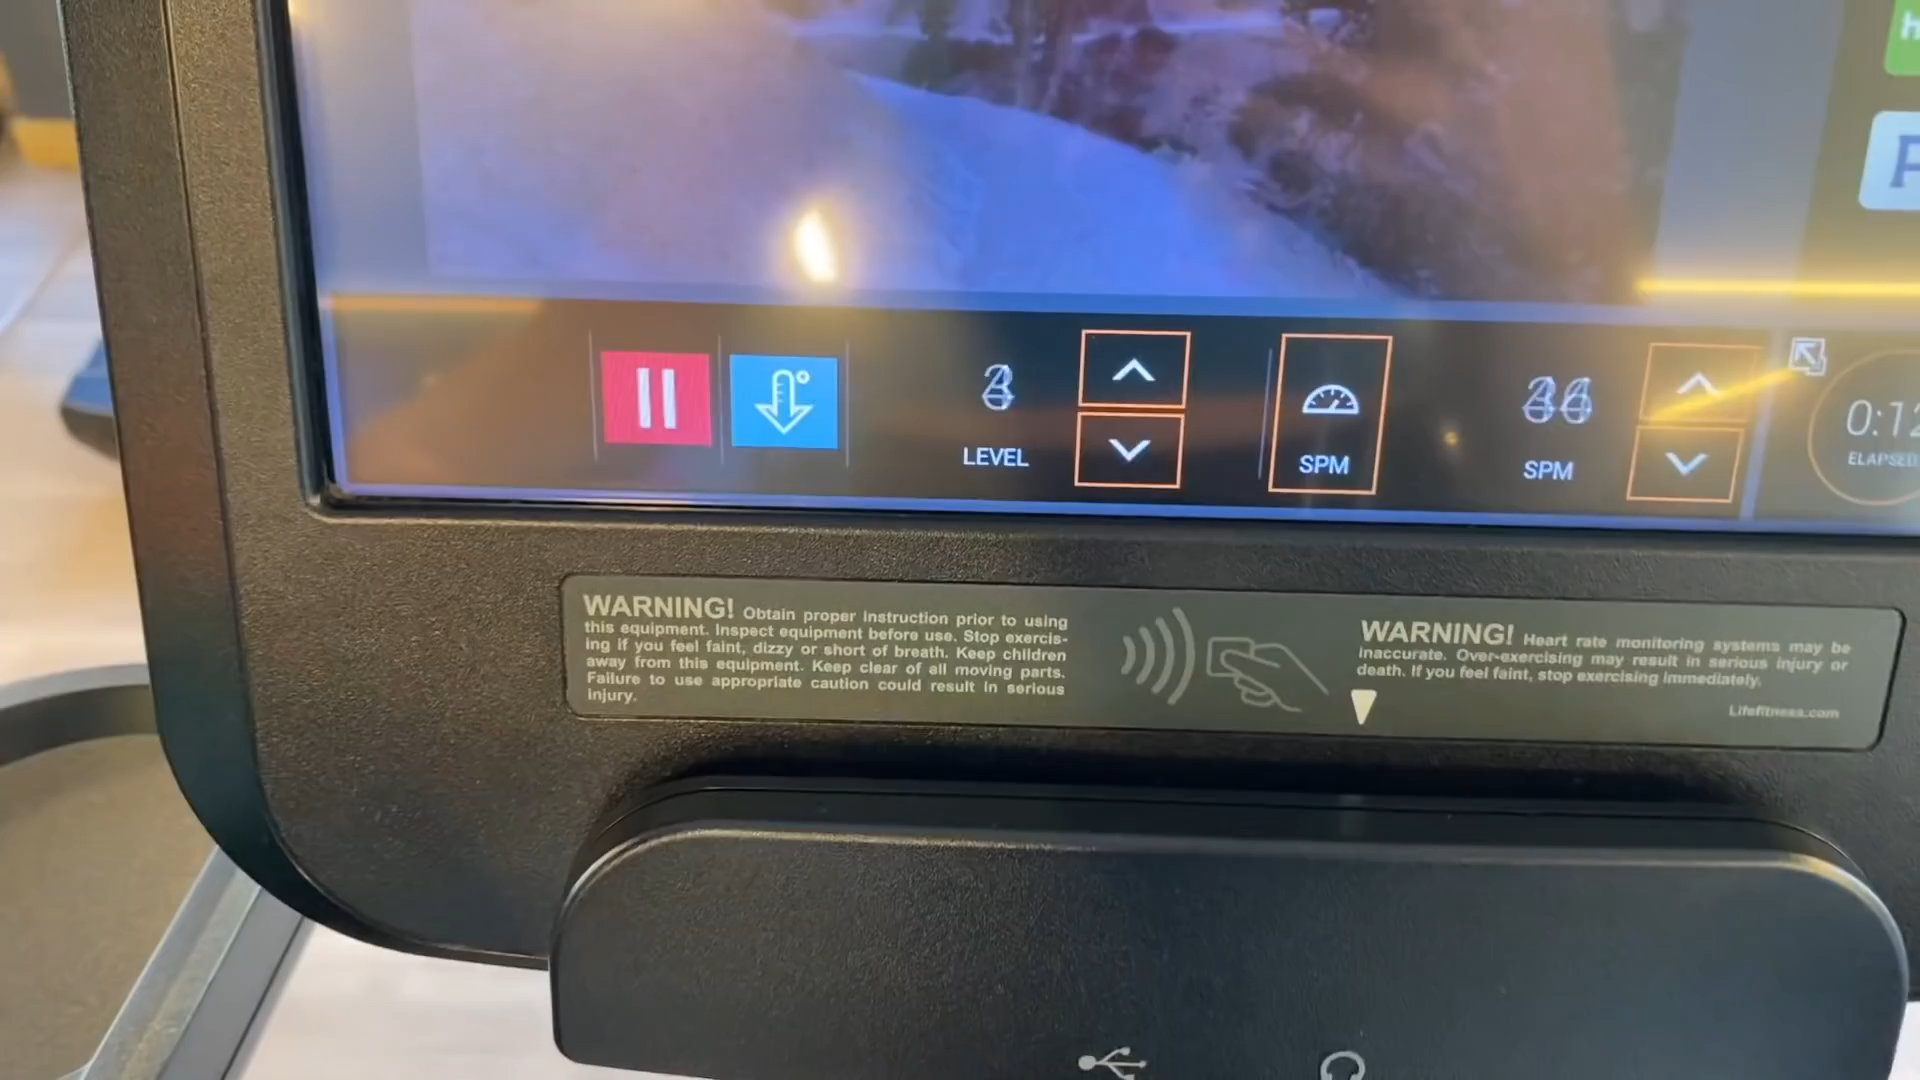 0:12
ELAPSED
LEVEL
SPM
SPM
WARNING! Obtain proper instruction prior to using
this equipment. Inspect equipment before use. Stop exercis-
ing if you feel faint, dizzy or short of breath. Keep children
away from this equipment. Keep clear of all moving parts.
Failure to use appropriate caution could result in serious
injury.
WARNING! Heart rate monitoring systems may be
inaccurate. Over-exercising may result in serious injury or
death. If you feel faint, stop exercising immediately.
Lifefitness.com